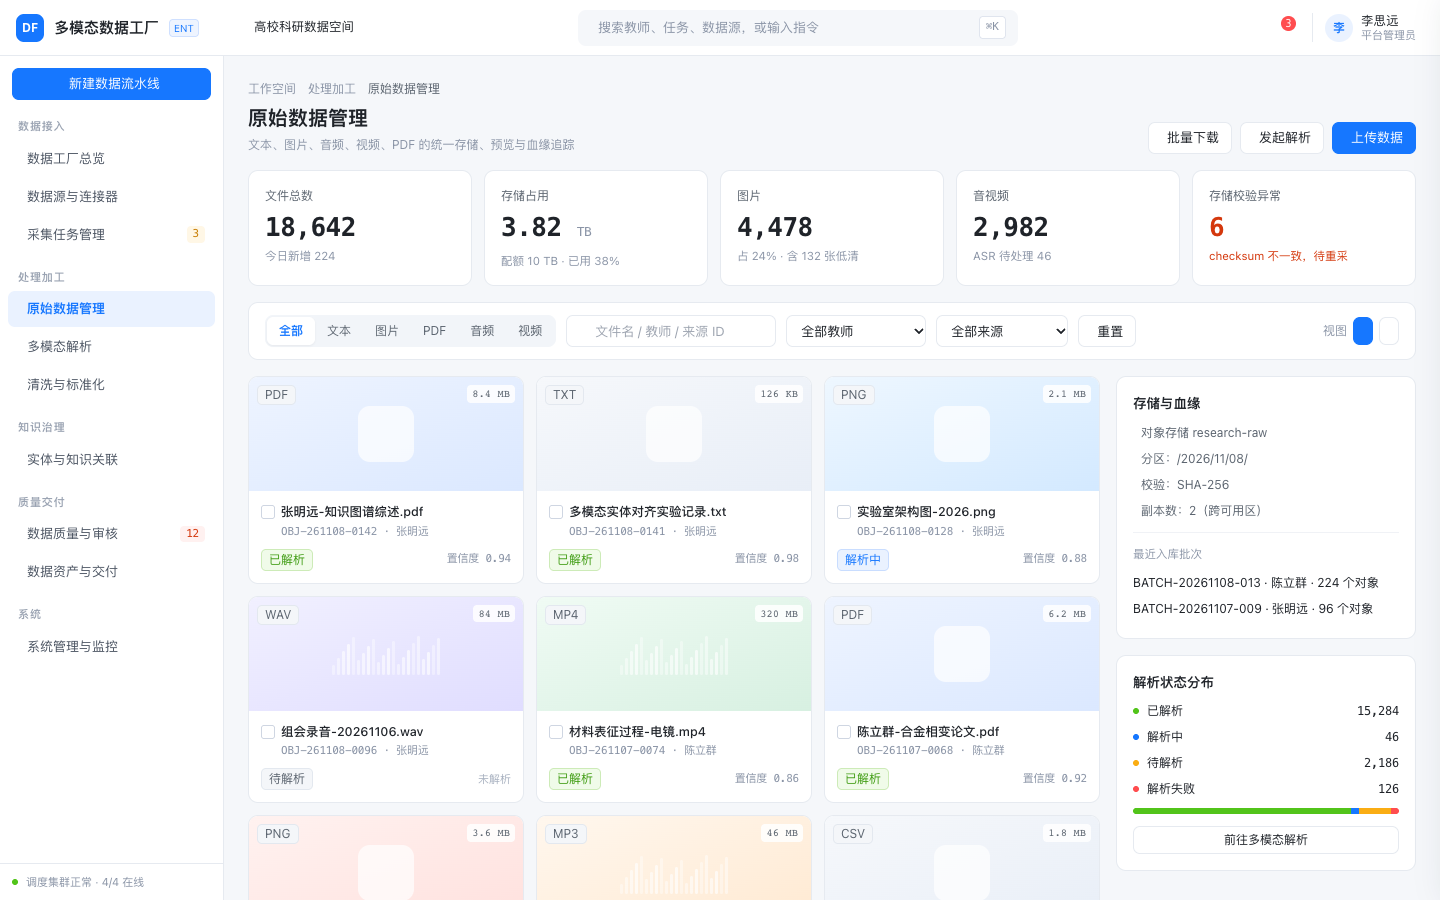 DF 多模态数据工厂 ENT
高校科研数据空间
搜索教师、任务、数据源，或输入指令 ⌘K
3
李 李思远
平台管理员
新建数据流水线
数据接入
数据工厂总览
数据源与连接器
采集任务管理 3
处理加工
原始数据管理
多模态解析
清洗与标准化
知识治理
实体与知识关联
质量交付
数据质量与审核 12
数据资产与交付
系统
系统管理与监控
调度集群正常 · 4/4 在线
工作空间 处理加工 原始数据管理
原始数据管理
文本、图片、音频、视频、PDF 的统一存储、预览与血缘追踪
批量下载 发起解析 上传数据
文件总数
18,642
今日新增 224
存储占用
3.82 TB
配额 10 TB · 已用 38%
图片
4,478
占 24% · 含 132 张低清
音视频
2,982
ASR 待处理 46
存储校验异常
6
checksum 不一致，待重采
全部 文本 图片 PDF 音频 视频 文件名 / 教师 / 来源 ID 全部教师 全部来源 重置 视图
PDF 8.4 MB
张明远-知识图谱综述.pdf
OBJ-261108-0142 · 张明远
已解析 置信度 0.94
TXT 126 KB
多模态实体对齐实验记录.txt
OBJ-261108-0141 · 张明远
已解析 置信度 0.98
PNG 2.1 MB
实验室架构图-2026.png
OBJ-261108-0128 · 张明远
解析中 置信度 0.88
WAV 84 MB
组会录音-20261106.wav
OBJ-261108-0096 · 张明远
待解析 未解析
MP4 320 MB
材料表征过程-电镜.mp4
OBJ-261107-0074 · 陈立群
已解析 置信度 0.86
PDF 6.2 MB
陈立群-合金相变论文.pdf
OBJ-261107-0068 · 陈立群
已解析 置信度 0.92
PNG 3.6 MB
MP3 46 MB
CSV 1.8 MB
存储与血缘
对象存储 research-raw
分区：/2026/11/08/
校验：SHA-256
副本数：2（跨可用区）
最近入库批次
BATCH-20261108-013 · 陈立群 · 224 个对象
BATCH-20261107-009 · 张明远 · 96 个对象
解析状态分布
已解析 15,284
解析中 46
待解析 2,186
解析失败 126
前往多模态解析